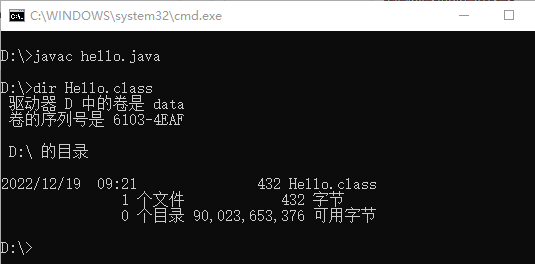 C:\WINDOWS\system32\cmd.exe
D:\>javac hello.java
D:\>dir Hello.class
驱动器 D 中的卷是 data
卷的序列号是 6103-4EAF
D:\ 的目录
2022/12/19  09:21               432 Hello.class
1 个文件            432 字节
0 个目录 90,023,653,376 可用字节
D:\>